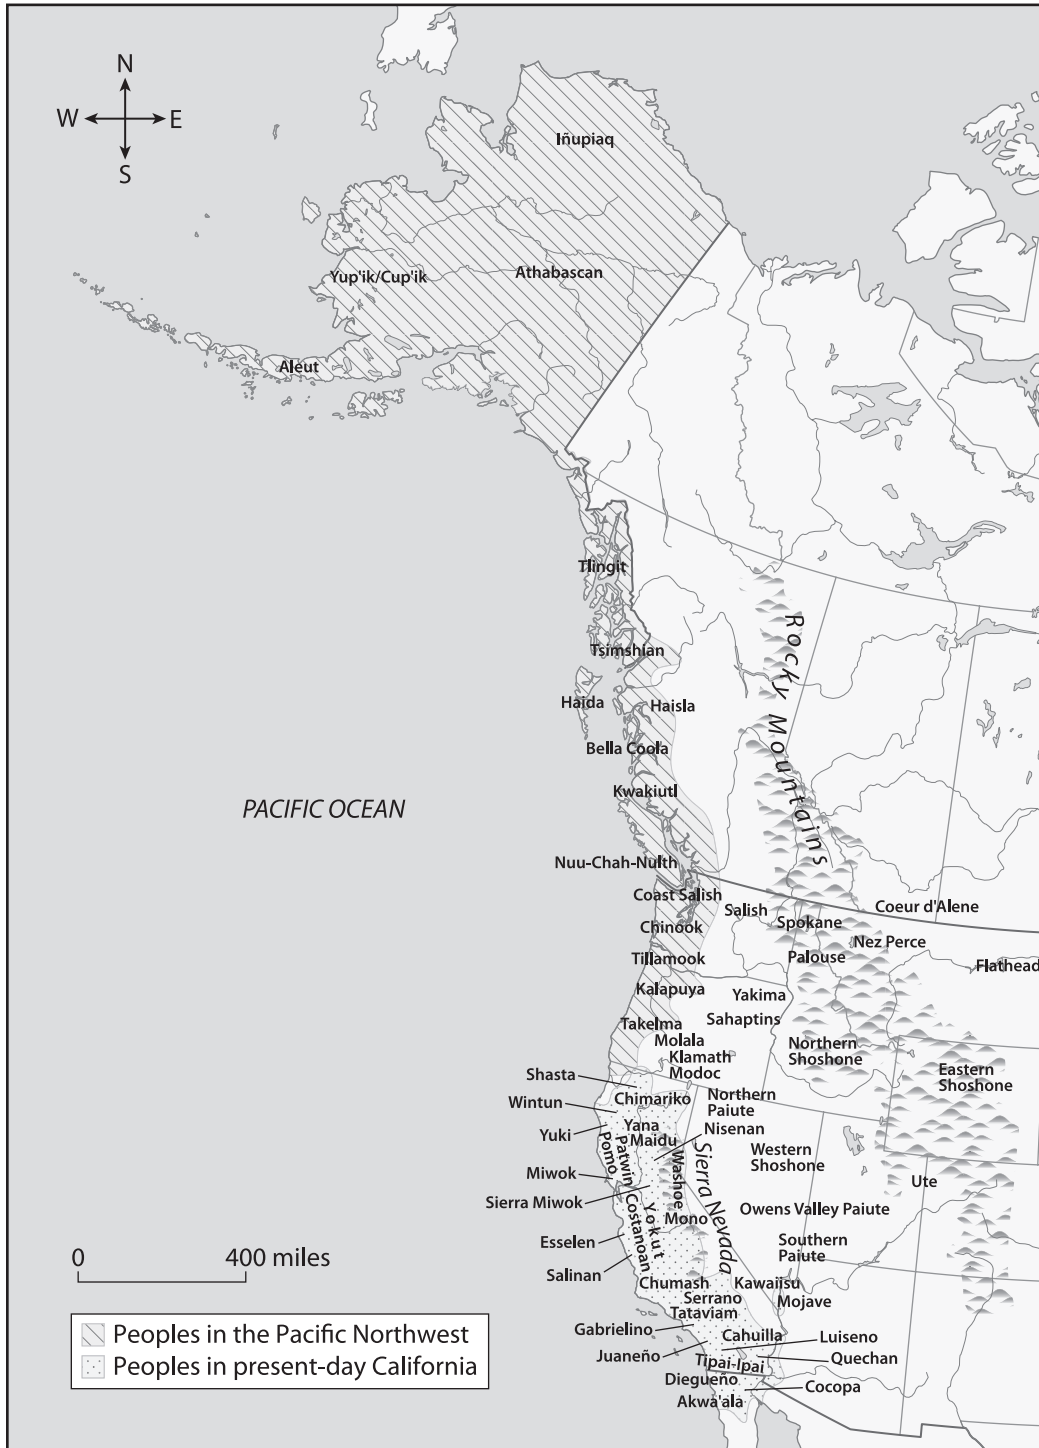 N
W
E
S
Iñupiaq
Yup'ik/Cup'ik
Athabascan
Aleut
Tlingit
Tsimshian
Haida
Haisla
Bella Coola
Kwakiutl
Rocky Mountains
PACIFIC OCEAN
Nuu-Chah-Nulth
Coast Salish
Salish
Coeur d'Alene
Spokane
Chinook
Nez Perce
Tillamook
Palouse
Flathead
Kalapuya
Yakima
Takelma
Sahaptins
Molala
Northern
Shoshone
Klamath
Modoc
Eastern
Shoshone
Shasta
Chimariko
Northern
Paiute
Wintun
Yana
Nisenan
Yuki
Maidu
Pomo
Patwin
Washoe
Sierra Nevada
Western
Shoshone
Miwok
Ute
Sierra Miwok
Costanoan
Yokut
Mono
Owens Valley Paiute
Esselen
Southern
Paiute
Salinan
Chumash
Kawaiisu
Serrano
Mojave
Tataviam
Gabrielino
Cahuilla
Luiseno
Juaneño
Tipai-Ipai
Quechan
Diegueño
Cocopa
Akwa'ala
0
400 miles
Peoples in the Pacific Northwest
Peoples in present-day California